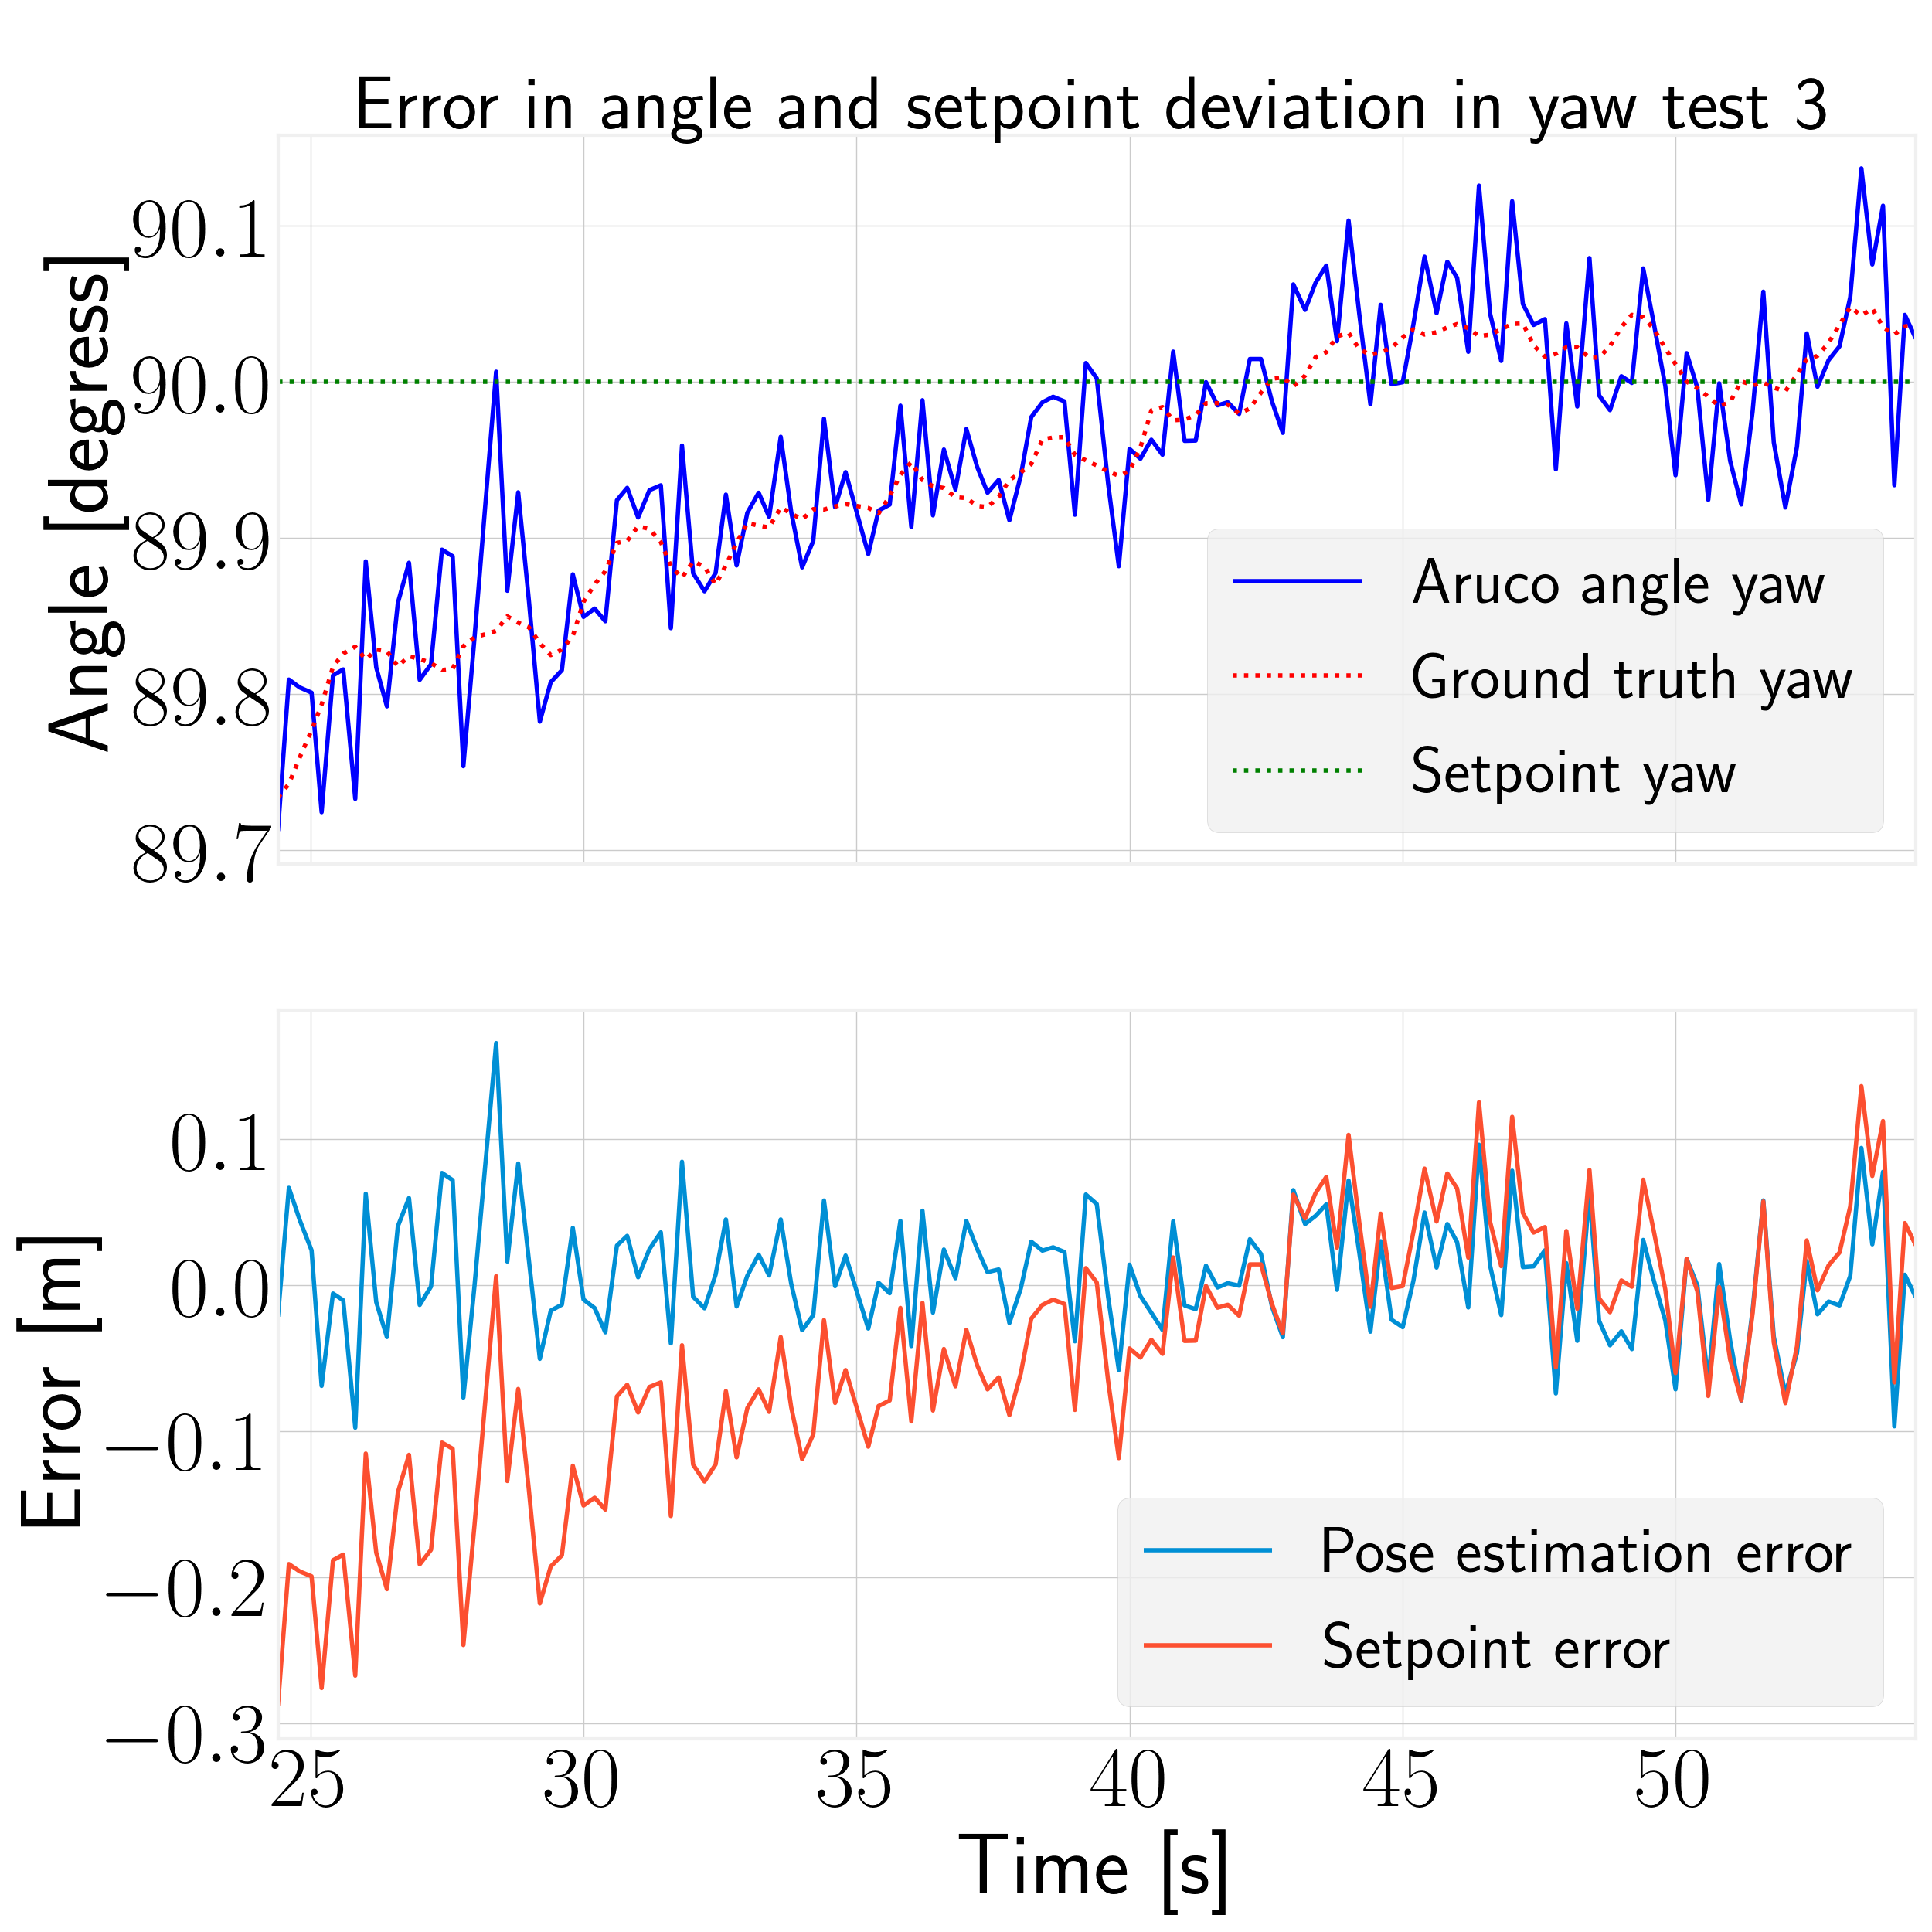 Error in angle and setpoint deviation in yaw test 3
Angle [degress]
90.1
90.0
89.9
89.8
89.7
Aruco angle yaw
Ground truth yaw
Setpoint yaw
Error [m]
0.1
0.0
−0.1
−0.2
−0.3
Pose estimation error
Setpoint error
25 30 35 40 45 50
Time [s]